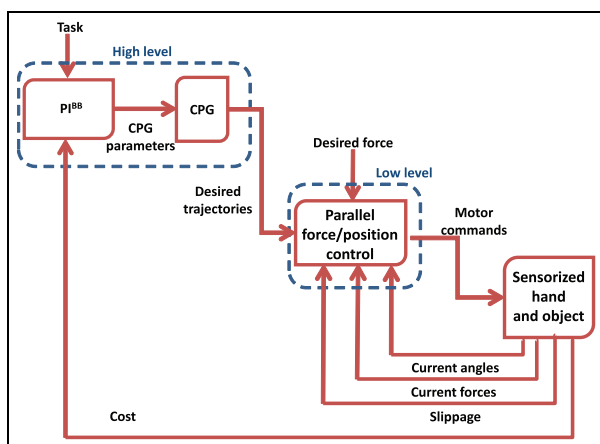 Task
High level
PI^BB
CPG
CPG
parameters
Desired force
Low level
Desired
trajectories
Parallel
force/position
control
Motor
commands
Sensorized
hand
and object
Current angles
Current forces
Cost
Slippage